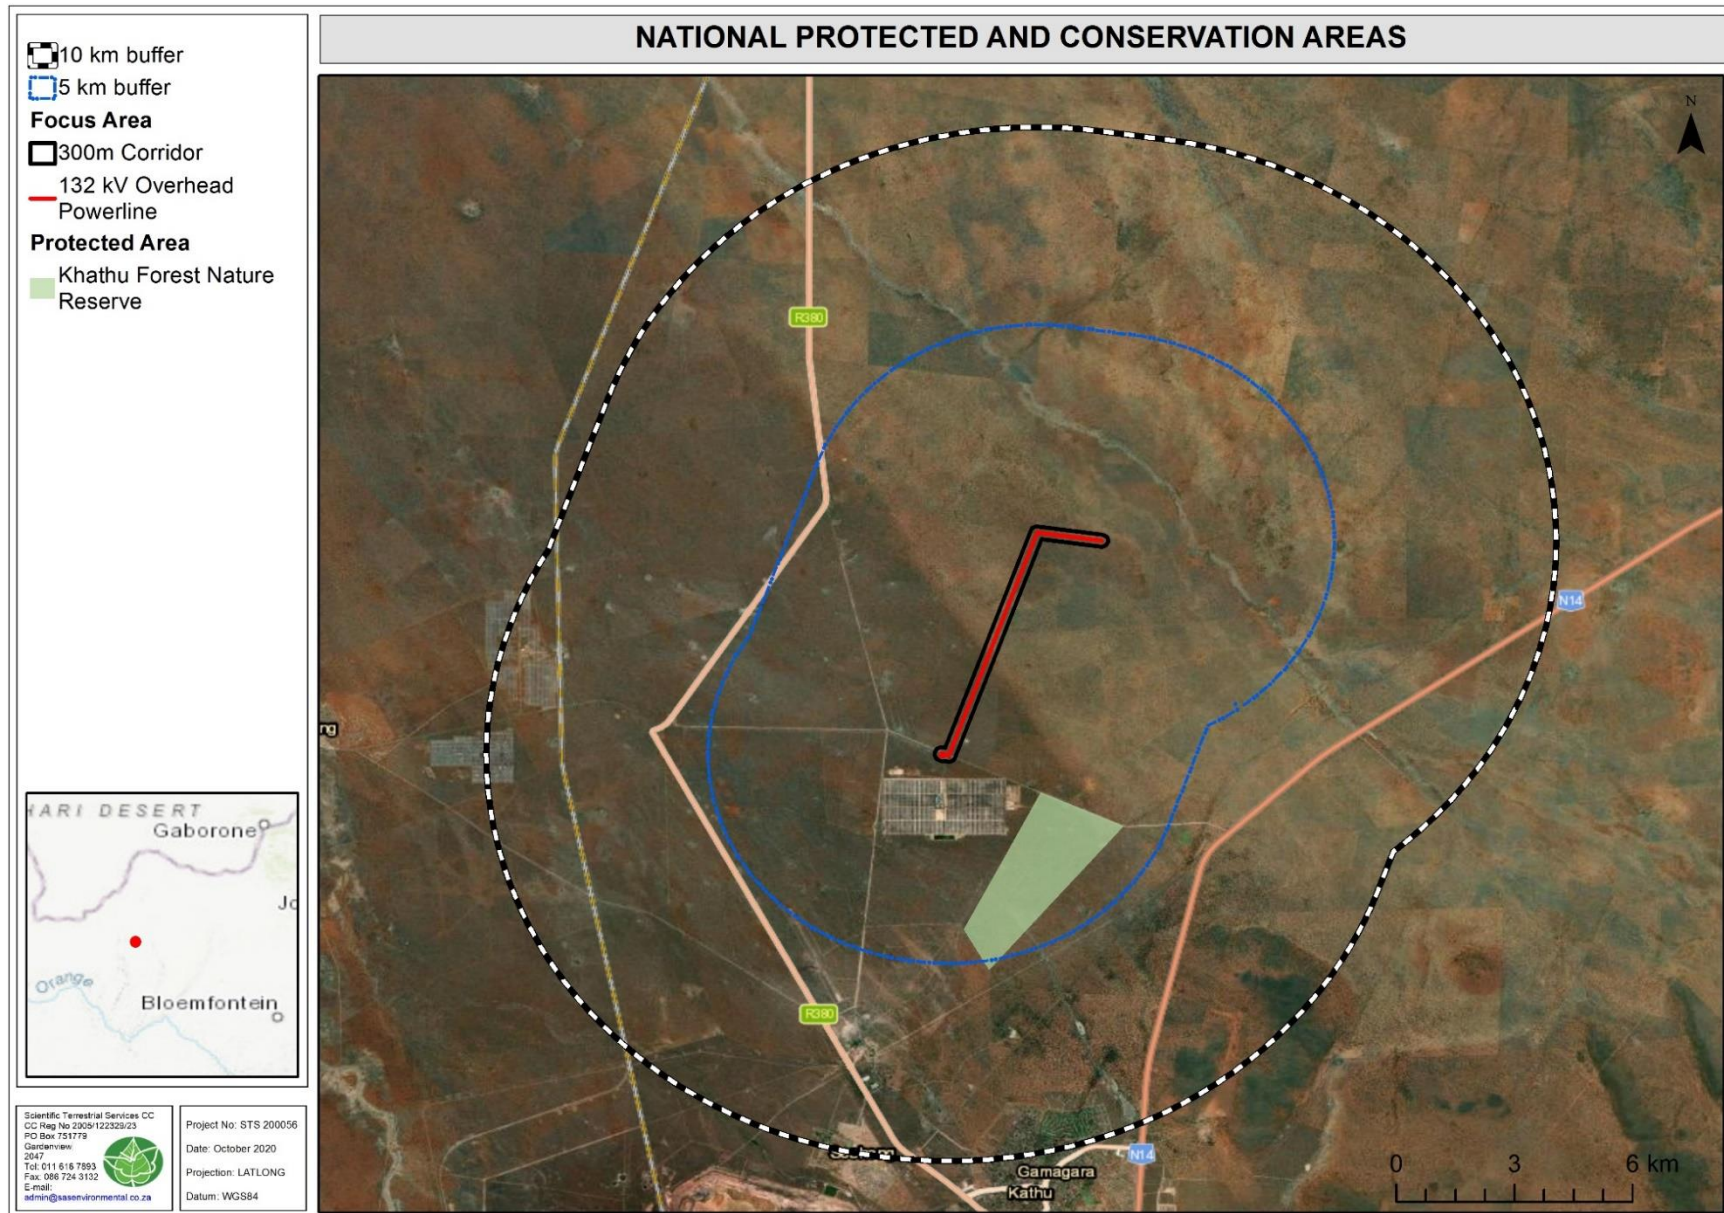 NATIONAL PROTECTED AND CONSERVATION AREAS
10 km buffer
5 km buffer
Focus Area
300m Corridor
132 kV Overhead
Powerline
Protected Area
Khathu Forest Nature
Reserve
N
R380
N14
ng
R380
N14
Gamagara
Kathu
0 3 6 km
HARI DESERT
Gaborone
Jo
Orange
Bloemfontein
Scientific Terrestrial Services CC
CC Reg No 2005/122329/23
PO Box 751779
Gardenview
2047
Tel: 011 616 7893
Fax: 086 724 3132
E-mail:
admin@sasenvironmental.co.za
Project No: STS 200056
Date: October 2020
Projection: LATLONG
Datum: WGS84